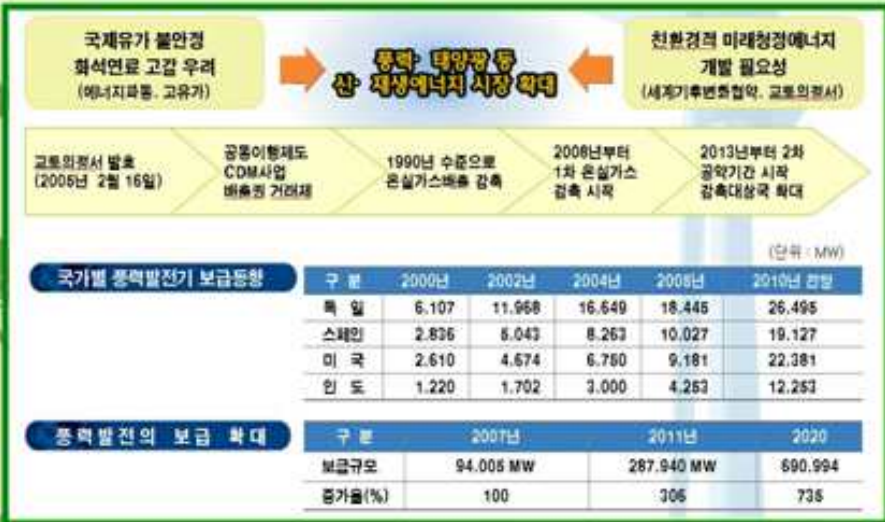 국제유가 불안정
화석연료 고갈 우려
(에너지파동, 고유가)
풍력· 태양광 등
신· 재생에너지 시장 확대
친환경적 미래청정에너지
개발 필요성
(세계기후변화협약, 교토의정서)
교토의정서 발효
(2005년 2월 16일)
공동이행제도
CDM사업
배출권 거래제
1990년 수준으로
온실가스배출 감축
2008년부터
1차 온실가스
감축 시작
2013년부터 2차
공약기간 시작
감축대상국 확대
(단위 : MW)
국가별 풍력발전기 보급동향
구 분 2000년 2002년 2004년 2010년 전망
독 일 6.107 11.968 16.649 18.445 26.495
스페인 2.836 5.043 8.263 10.027 19.127
미 국 2.610 4.674 6.750 9.181 22.381
인 도 1.220 1.702 3.000 4.253 12.253
풍력발전의 보급 확대
구 분 2007년 2011년 2020
보급규모 94.005 MW 287.940 MW 690.994
증가율(%) 100 306 735